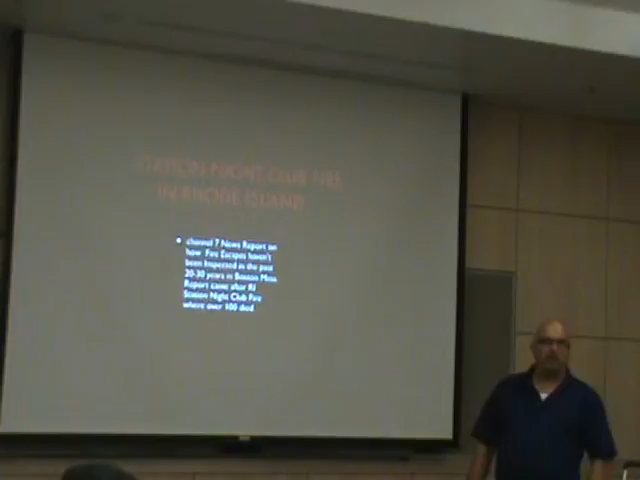 STATION NIGHT CLUB FIRE
IN RHODE ISLAND
channel 7 News Report on
how Fire Escapes haven't
been Inspected in the past
20-30 years in Boston Mass
Report came after RI
Station Night Club Fire
where over 100 died